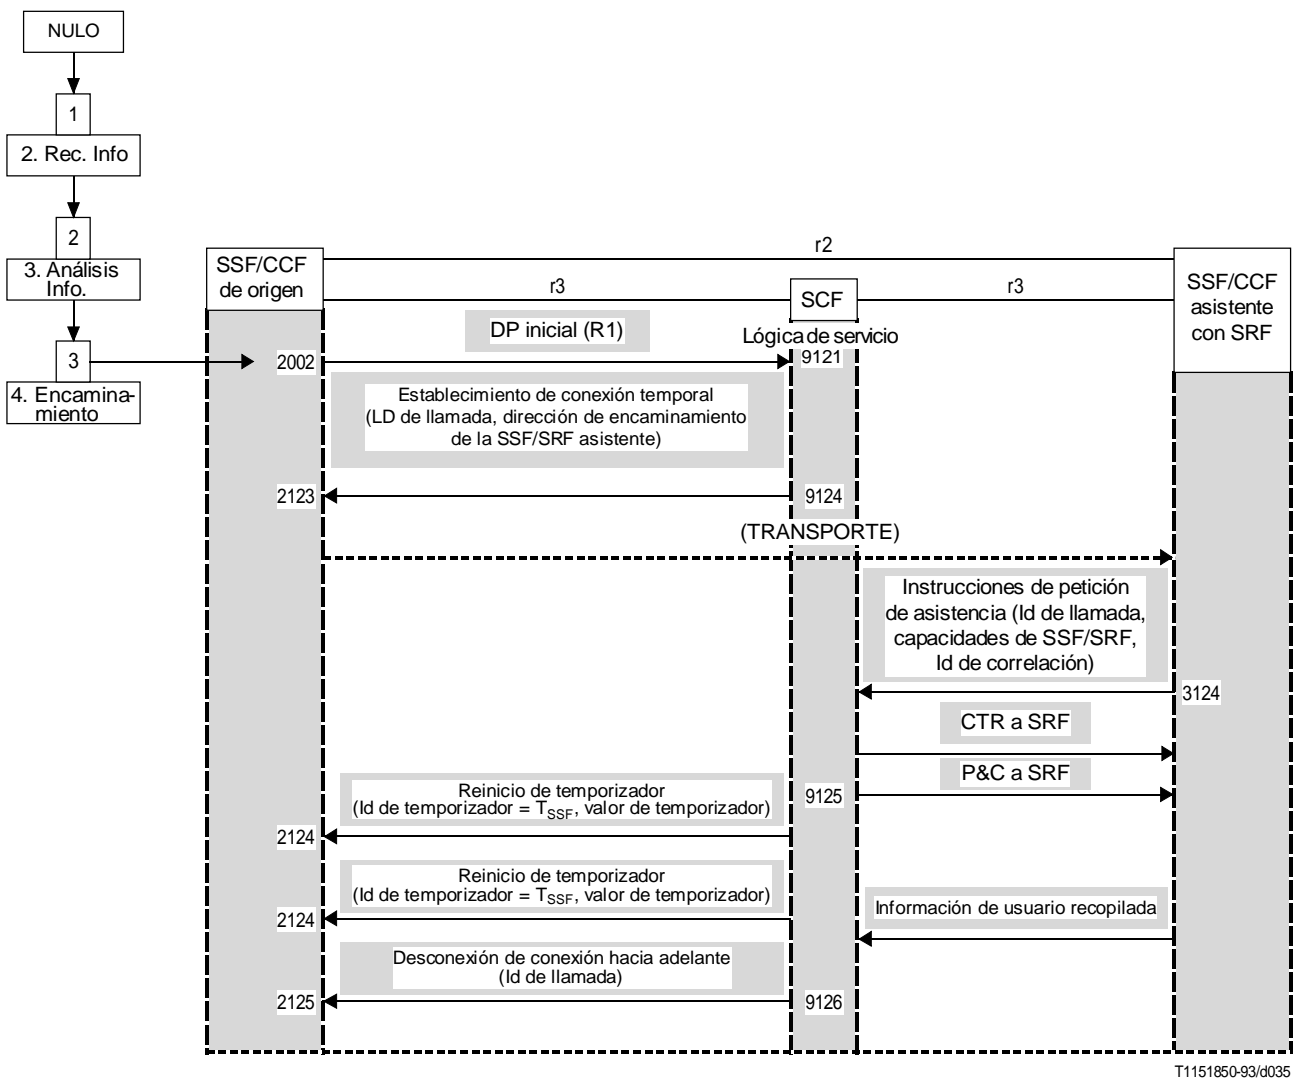 NULO
1
2. Rec. Info
2
3. Análisis
Info.
3
4. Encamina-
miento
r2
SSF/CCF
de origen
r3
SCF
r3
SSF/CCF
asistente
con SRF
DP inicial (R1)
Lógica de servicio
2002
9121
Establecimiento de conexión temporal
(LD de llamada, dirección de encaminamiento
de la SSF/SRF asistente)
2123
9124
(TRANSPORTE)
Instrucciones de petición
de asistencia (Id de llamada,
capacidades de SSF/SRF,
Id de correlación)
3124
CTR a SRF
P&C a SRF
9125
Reinicio de temporizador
(Id de temporizador = TSSF, valor de temporizador)
2124
Reinicio de temporizador
(Id de temporizador = TSSF, valor de temporizador)
2124
Información de usuario recopilada
Desconexión de conexión hacia adelante
(Id de llamada)
2125
9126
T1151850-93/d035